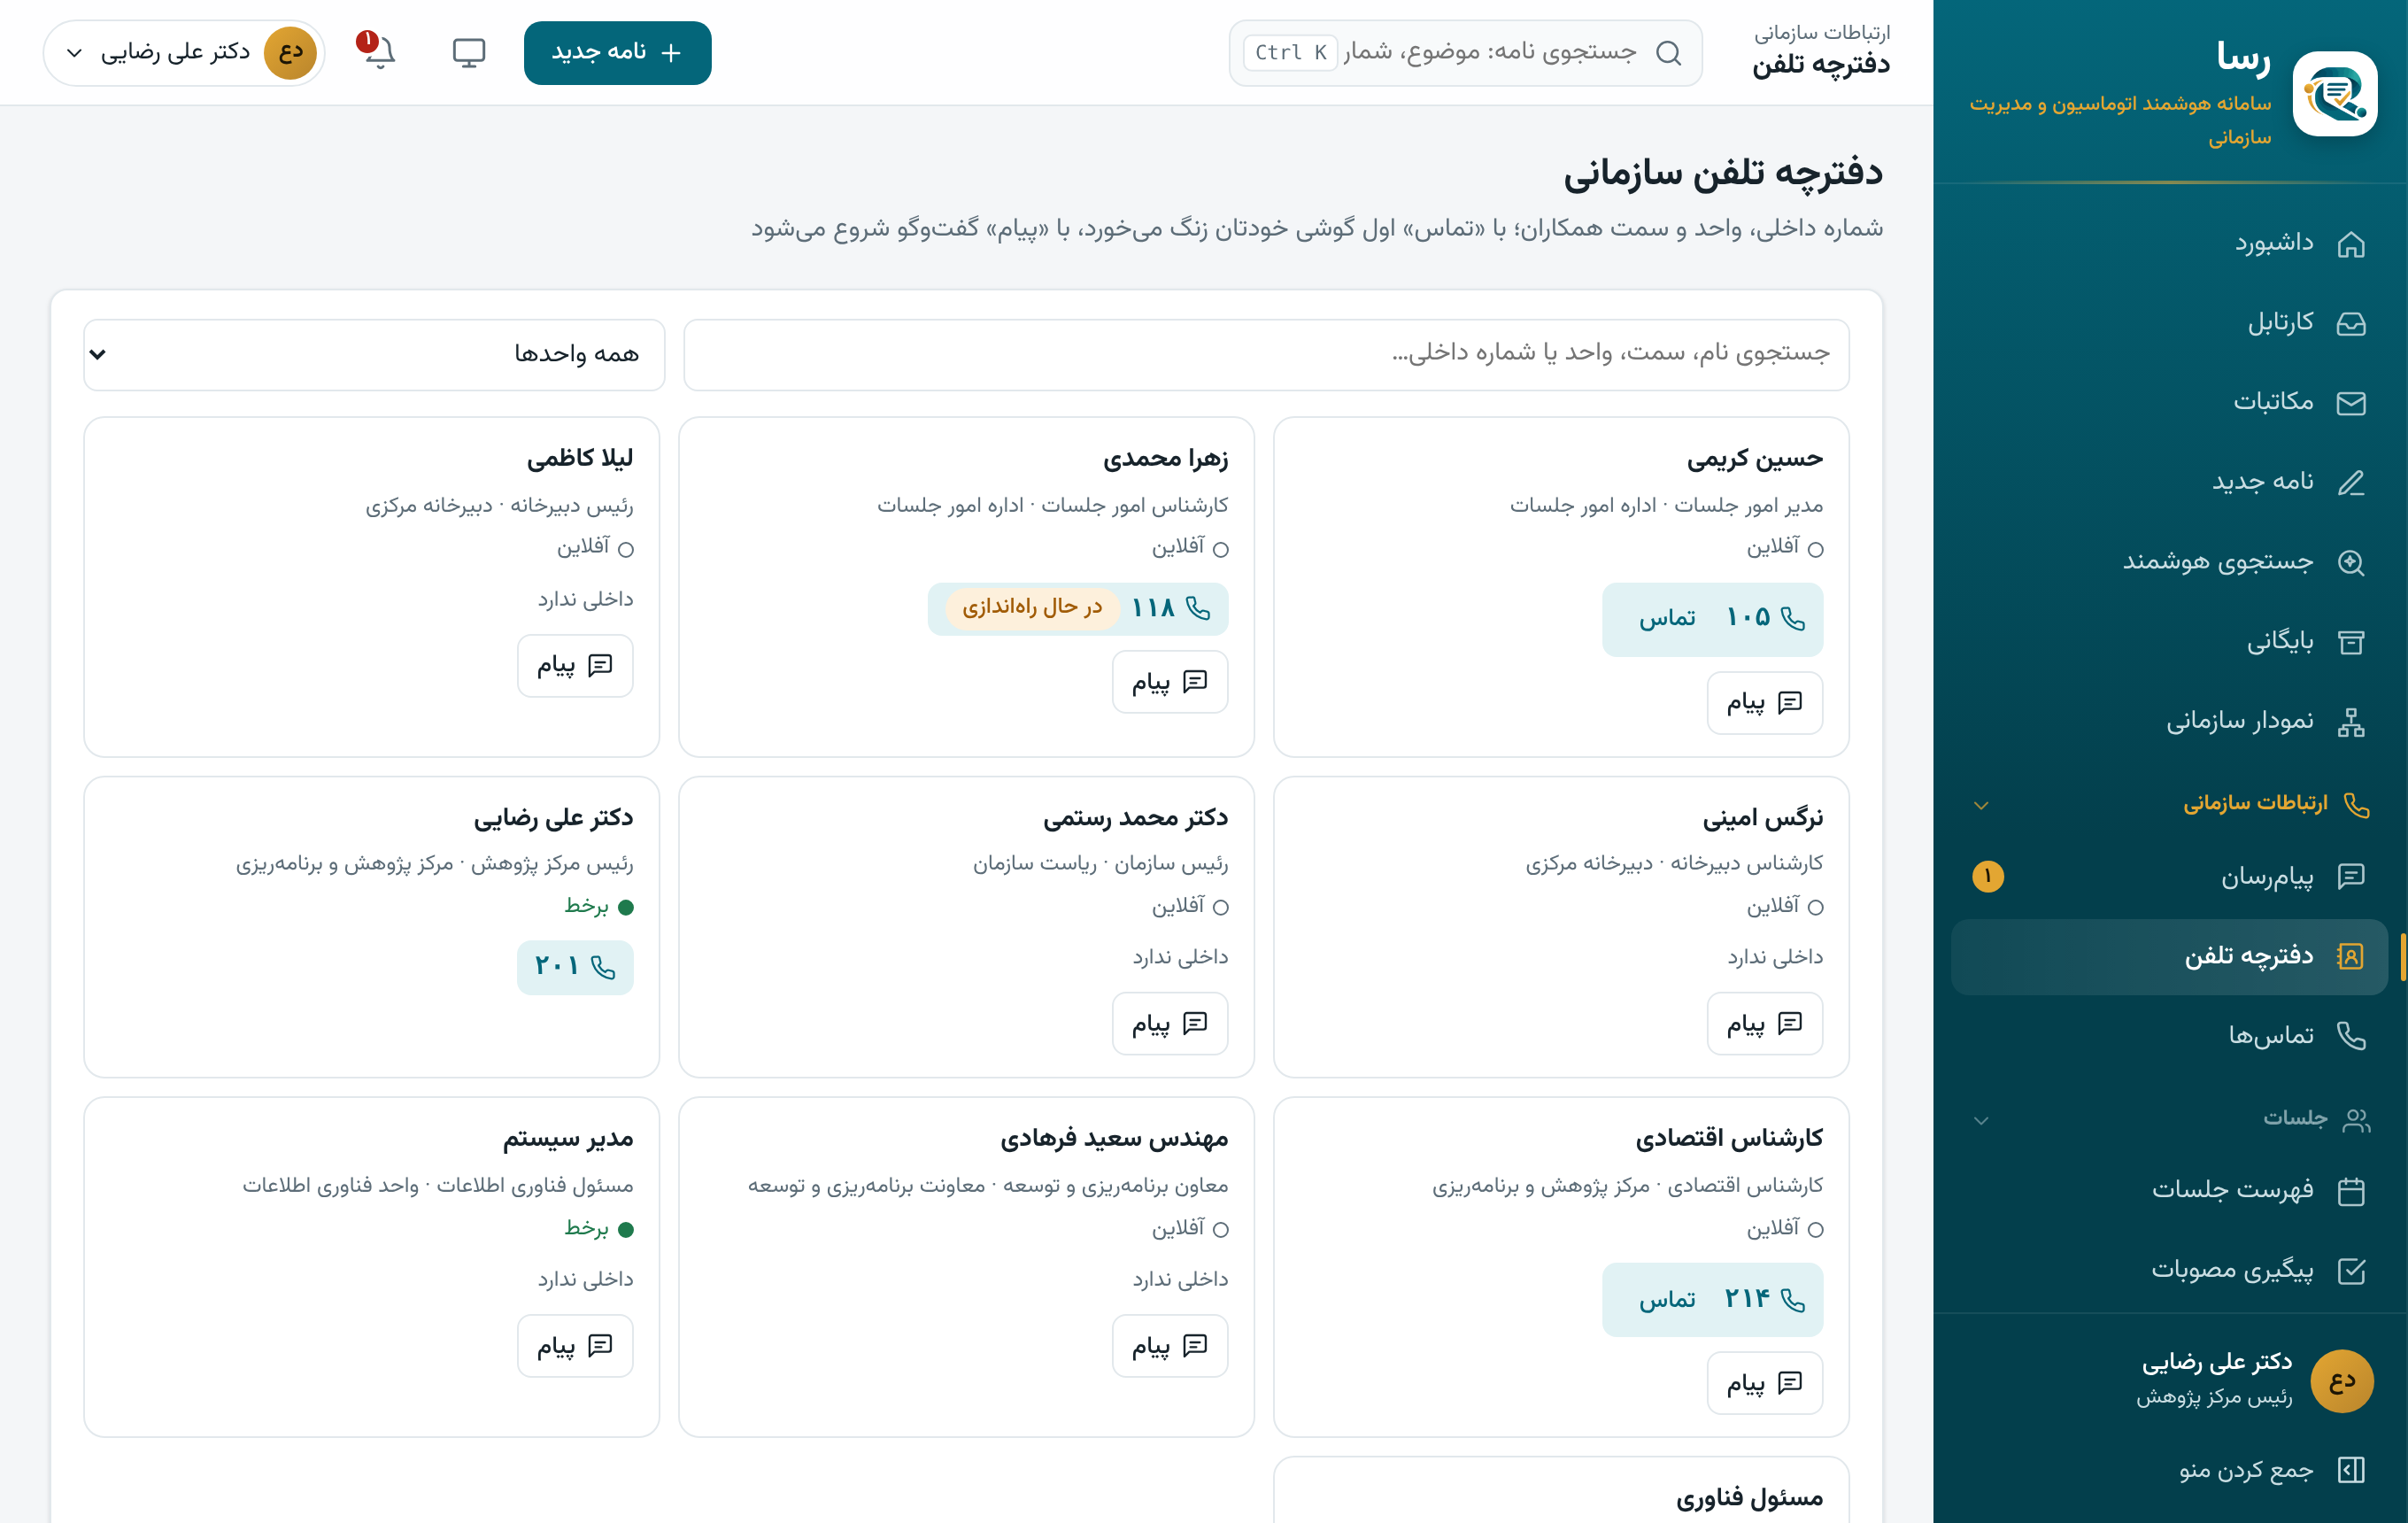 رسا
سامانه هوشمند اتوماسیون و مدیریت
سازمانی
داشبورد
کارتابل
مکاتبات
نامه جدید
جستجوی هوشمند
بایگانی
نمودار سازمانی
ارتباطات سازمانی
پیام‌رسان
۱
دفترچه تلفن
تماس‌ها
جلسات
فهرست جلسات
پیگیری مصوبات
دع
دکتر علی رضایی
رئیس مرکز پژوهش
جمع کردن منو
ارتباطات سازمانی
دفترچه تلفن
جستجوی نامه: موضوع، شمار
Ctrl K
نامه جدید
۱
دع
دکتر علی رضایی
دفترچه تلفن سازمانی
شماره داخلی، واحد و سمت همکاران؛ با «تماس» اول گوشی خودتان زنگ می‌خورد، با «پیام» گفت‌وگو شروع می‌شود
جستجوی نام، سمت، واحد یا شماره داخلی...
همه واحدها
حسین کریمی
مدیر امور جلسات · اداره امور جلسات
آفلاین
۱۰۵ تماس
پیام
زهرا محمدی
کارشناس امور جلسات · اداره امور جلسات
آفلاین
۱۱۸ در حال راه‌اندازی
پیام
لیلا کاظمی
رئیس دبیرخانه · دبیرخانه مرکزی
آفلاین
داخلی ندارد
پیام
نرگس امینی
کارشناس دبیرخانه · دبیرخانه مرکزی
آفلاین
داخلی ندارد
پیام
دکتر محمد رستمی
رئیس سازمان · ریاست سازمان
آفلاین
داخلی ندارد
پیام
دکتر علی رضایی
رئیس مرکز پژوهش · مرکز پژوهش و برنامه‌ریزی
برخط
۲۰۱
کارشناس اقتصادی
کارشناس اقتصادی · مرکز پژوهش و برنامه‌ریزی
آفلاین
۲۱۴ تماس
پیام
مهندس سعید فرهادی
معاون برنامه‌ریزی و توسعه · معاونت برنامه‌ریزی و توسعه
آفلاین
داخلی ندارد
پیام
مدیر سیستم
مسئول فناوری اطلاعات · واحد فناوری اطلاعات
برخط
داخلی ندارد
پیام
مسئول فناوری